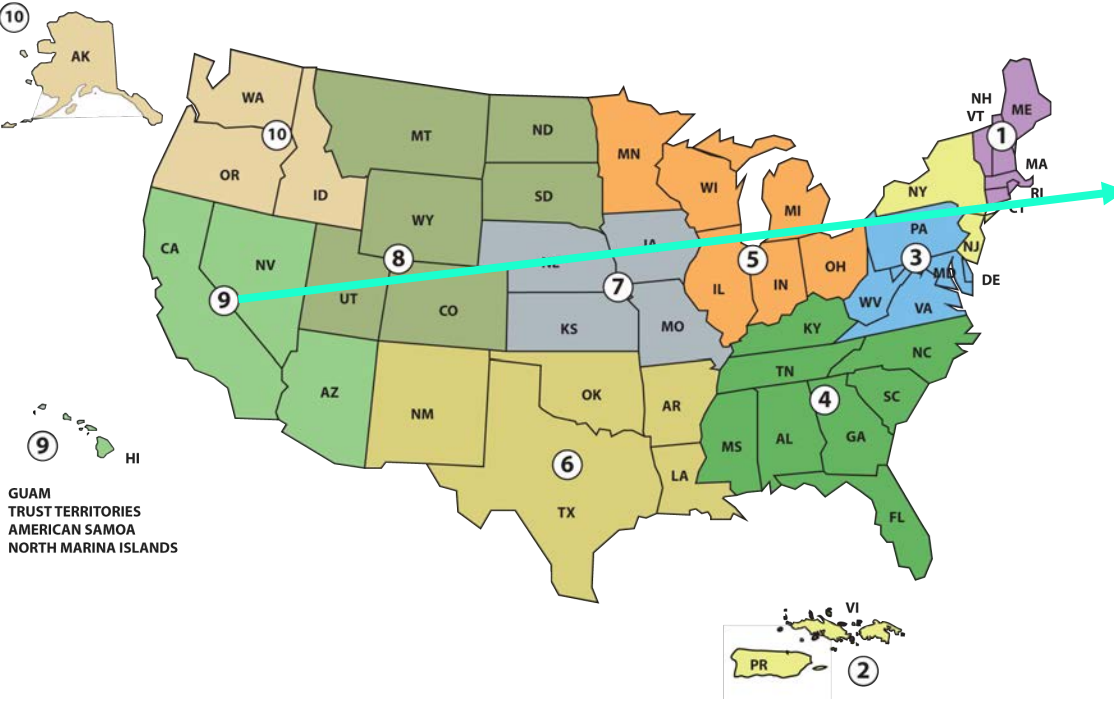 10
AK
WA
10
MT
ND
MN
NH
VT
ME
1
MA
RI
CT
OR
ID
WY
SD
WI
MI
NY
PA
NJ
CA
NV
8
IA
5
OH
3
MD
DE
9
UT
CO
7
IL
IN
WV
VA
KS
MO
KY
NC
TN
AZ
NM
OK
AR
4
SC
MS
AL
GA
9
HI
6
LA
TX
FL
GUAM
TRUST TERRITORIES
AMERICAN SAMOA
NORTH MARINA ISLANDS
VI
PR
2